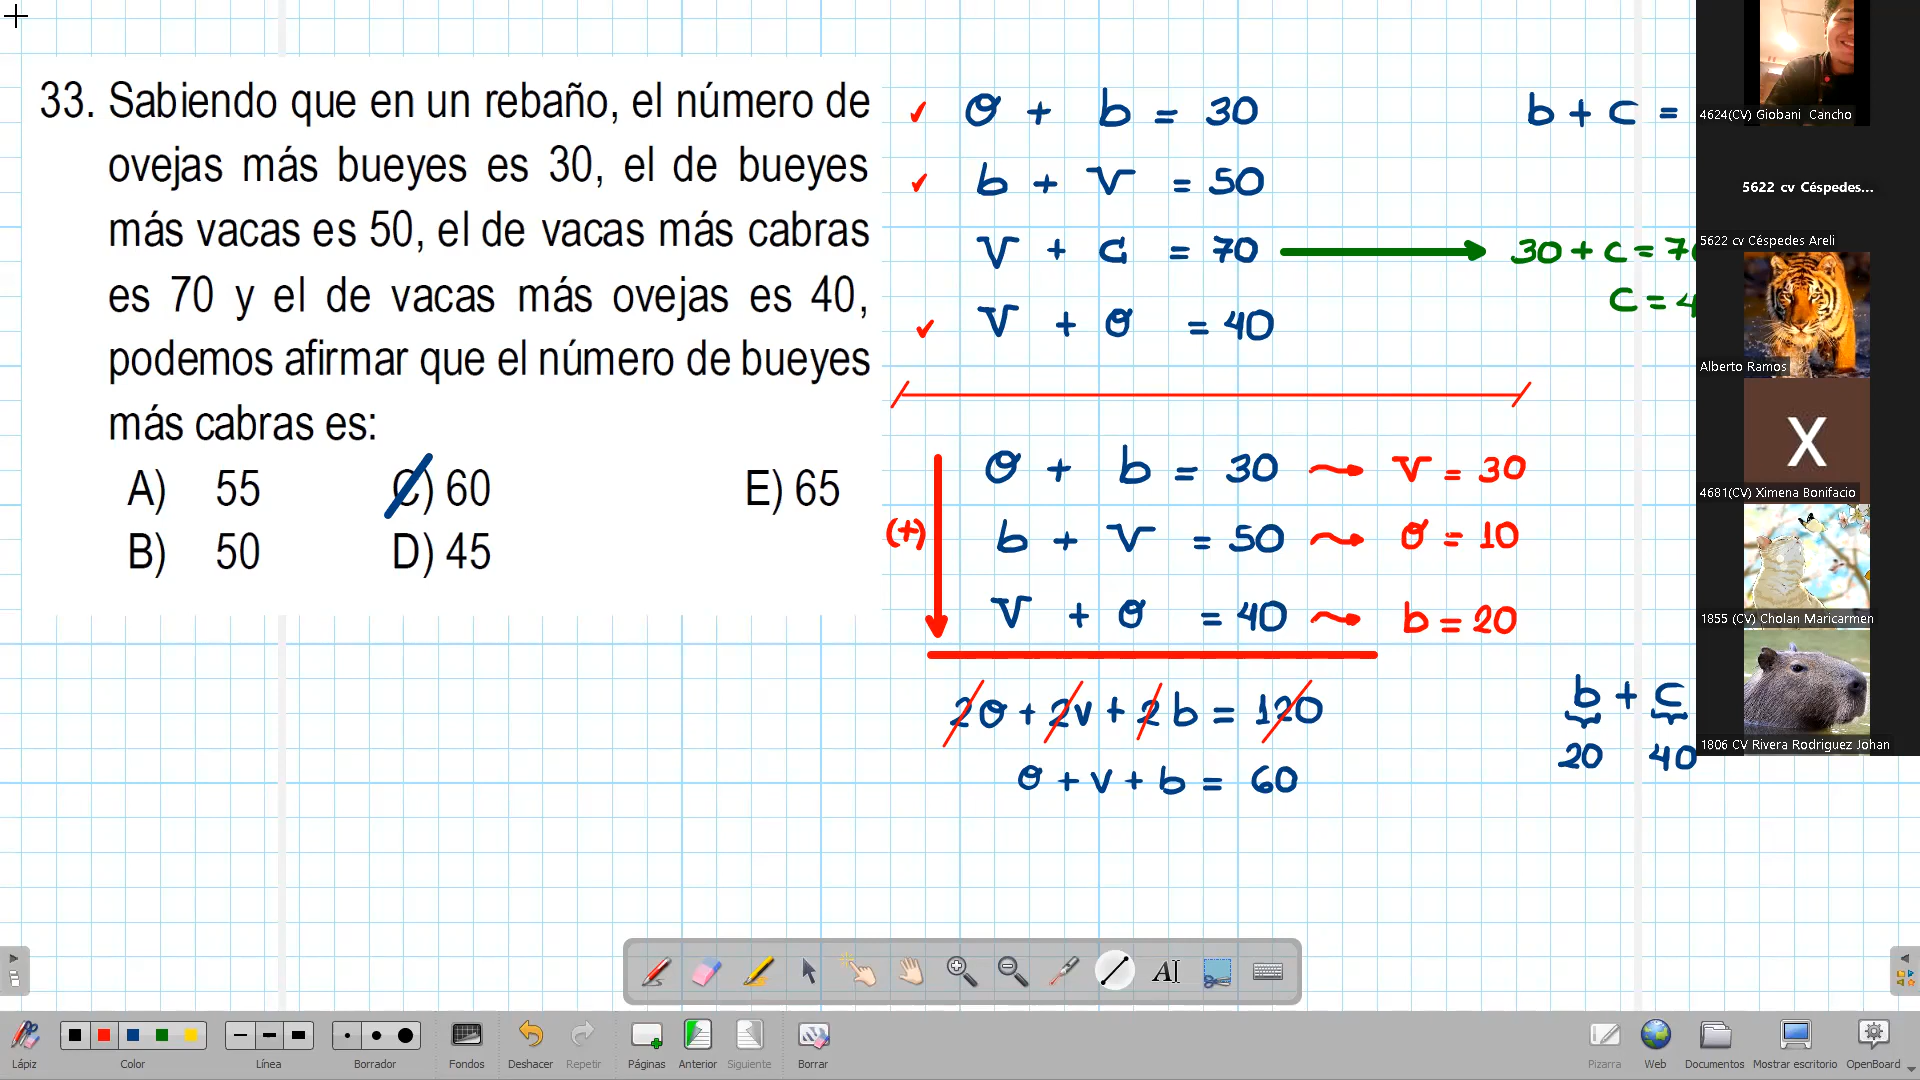 33. Sabiendo que en un rebaño, el número de
ovejas más bueyes es 30, el de bueyes
más vacas es 50, el de vacas más cabras
es 70 y el de vacas más ovejas es 40,
podemos afirmar que el número de bueyes
más cabras es:
A) 55 C) 60 E) 65
B) 50 D) 45
θ + b = 30
b + V = 50
V + C = 70
V + θ = 40
b + c =
30 + c = 70
C = 4
(+)
θ + b = 30 V = 30
b + V = 50 θ = 10
V + θ = 40 b = 20
2θ + 2v + 2b = 120
θ + v + b = 60
b + c
20 40
4624(CV) Giobani Cancho
5622 cv Céspedes...
5622 cv Céspedes Areli
Alberto Ramos
X
4681(CV) Ximena Bonifacio
1855 (CV) Cholan Maricarmen
1806 CV Rivera Rodriguez Johan
A
Lápiz
Color
Línea
Borrador
Fondos
Deshacer
Repetir
Páginas
Anterior
Siguiente
Borrar
Pizarra
Web
Documentos
Mostrar escritorio
OpenBoard